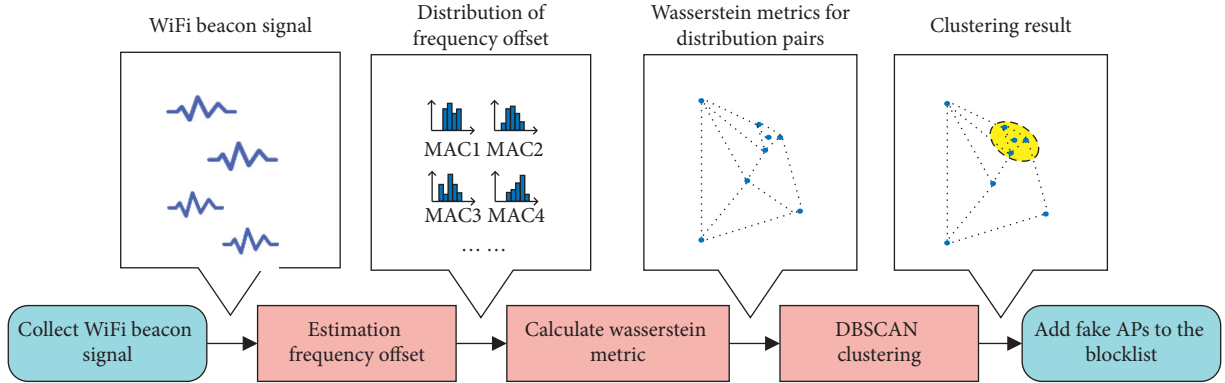 WiFi beacon signal
Distribution of
frequency offset
Wasserstein metrics for
distribution pairs
Clustering result
MAC1
MAC2
MAC3
MAC4
... ...
Collect WiFi beacon
signal
Estimation
frequency offset
Calculate wasserstein
metric
DBSCAN
clustering
Add fake APs to the
blocklist